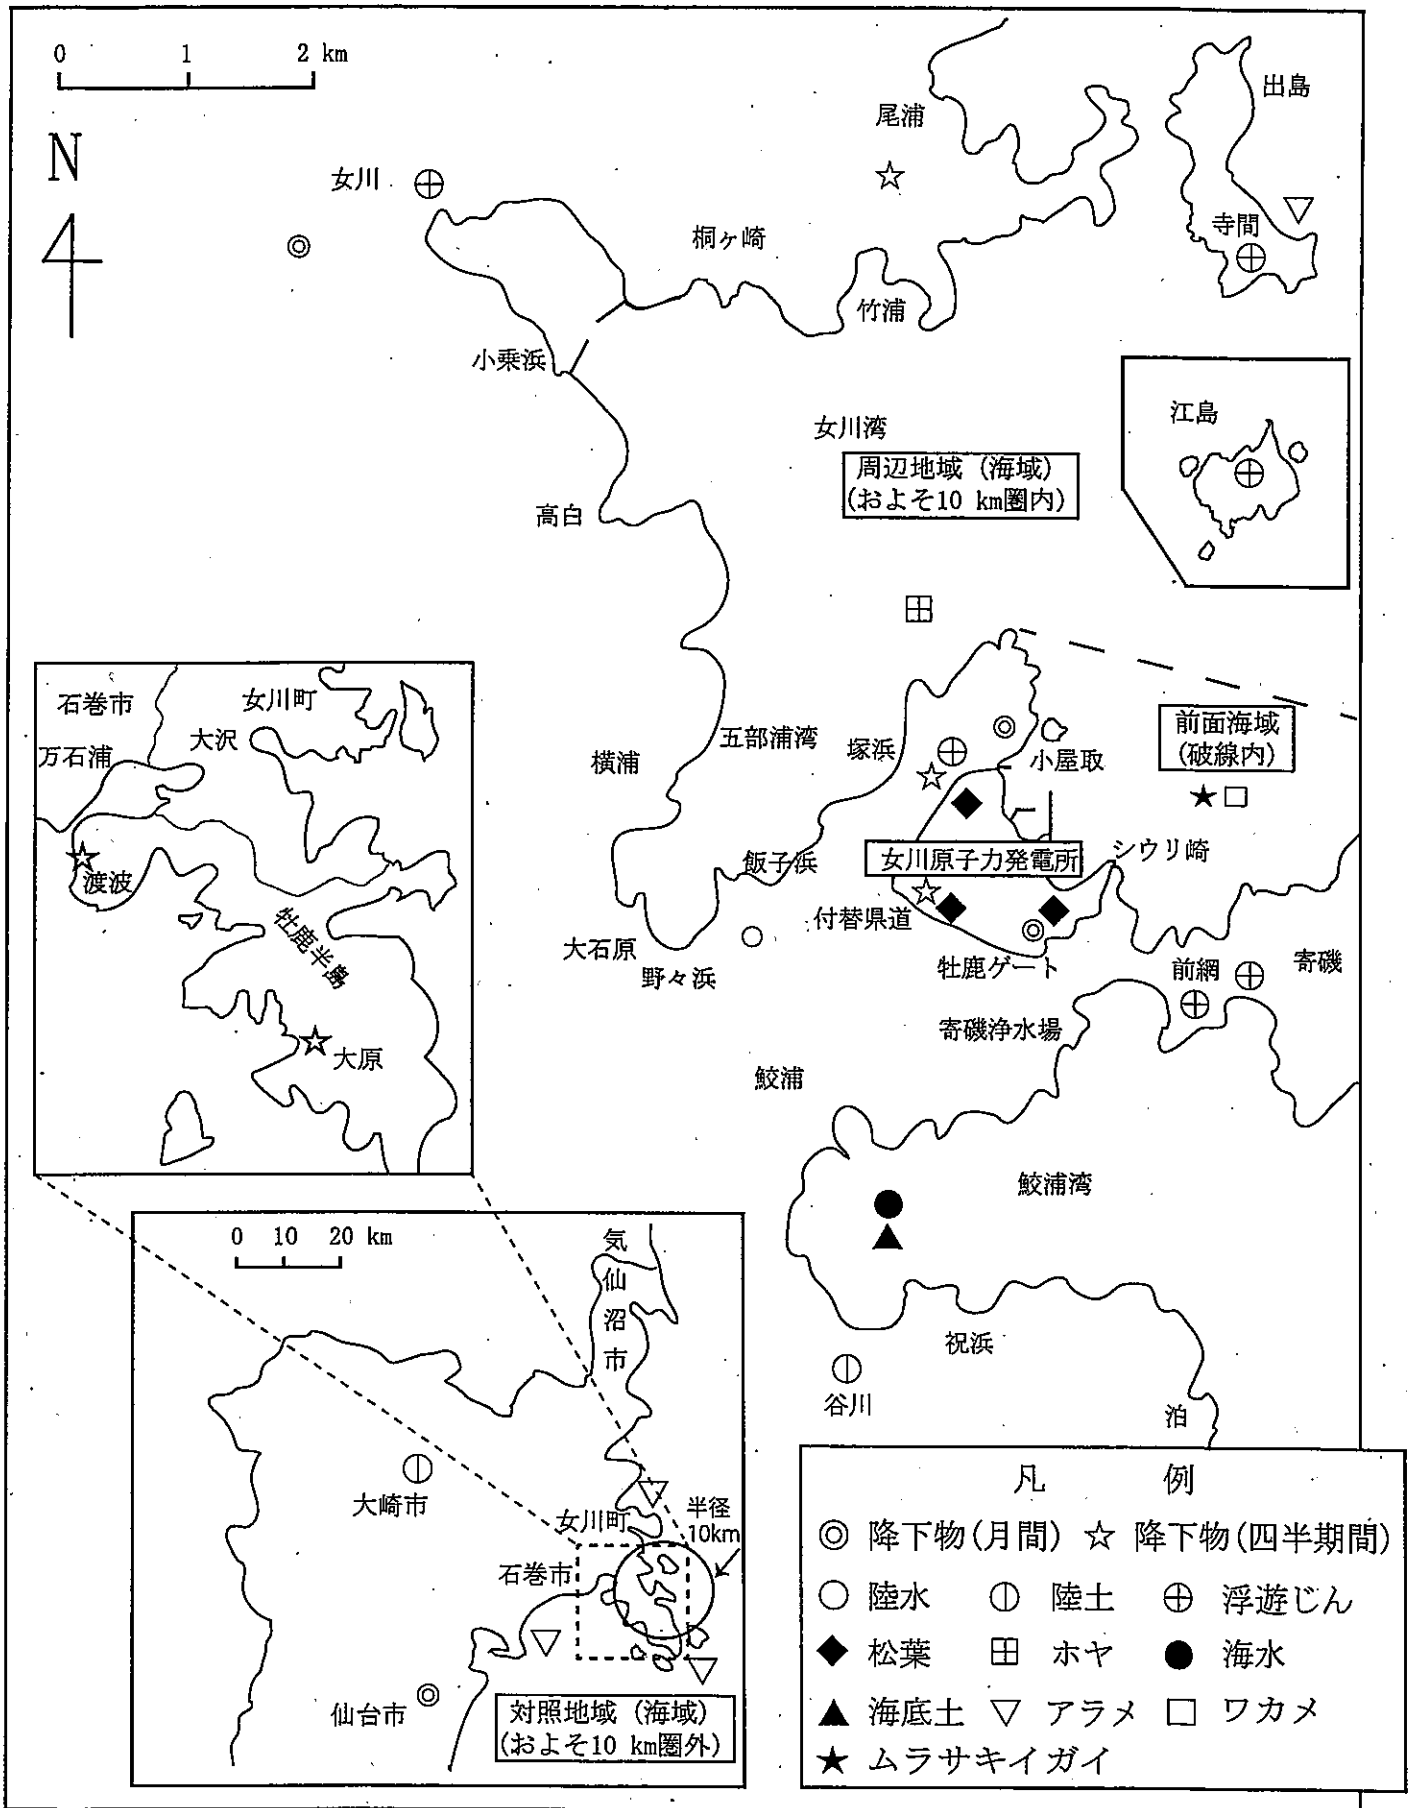 0 1 2 km
N
女川
尾浦
出島
寺間
桐ヶ崎
竹浦
小乗浜
女川湾
周辺地域（海域）
(およそ10 km圏内)
江島
高白
石巻市
女川町
万石浦
大沢
渡波
牡鹿半島
大原
五部浦湾
横浦
塚浜
小屋取
前面海域
(破線内)
飯子浜
女川原子力発電所
シウリ崎
付替県道
大石原
野々浜
牡鹿ゲート
前網
寄磯
寄磯浄水場
鮫浦
鮫浦湾
祝浜
谷川
泊
0 10 20 km
気仙沼市
大崎市
女川町
半径
10km
石巻市
仙台市
対照地域（海域）
(およそ10 km圏外)
凡 例
◎ 降下物(月間) ☆ 降下物(四半期間)
○ 陸水 陸土 ⊕ 浮遊じん
◆ 松葉 田 ホヤ ● 海水
▲ 海底土 ▽ アラメ □ ワカメ
★ ムラサキイガイ